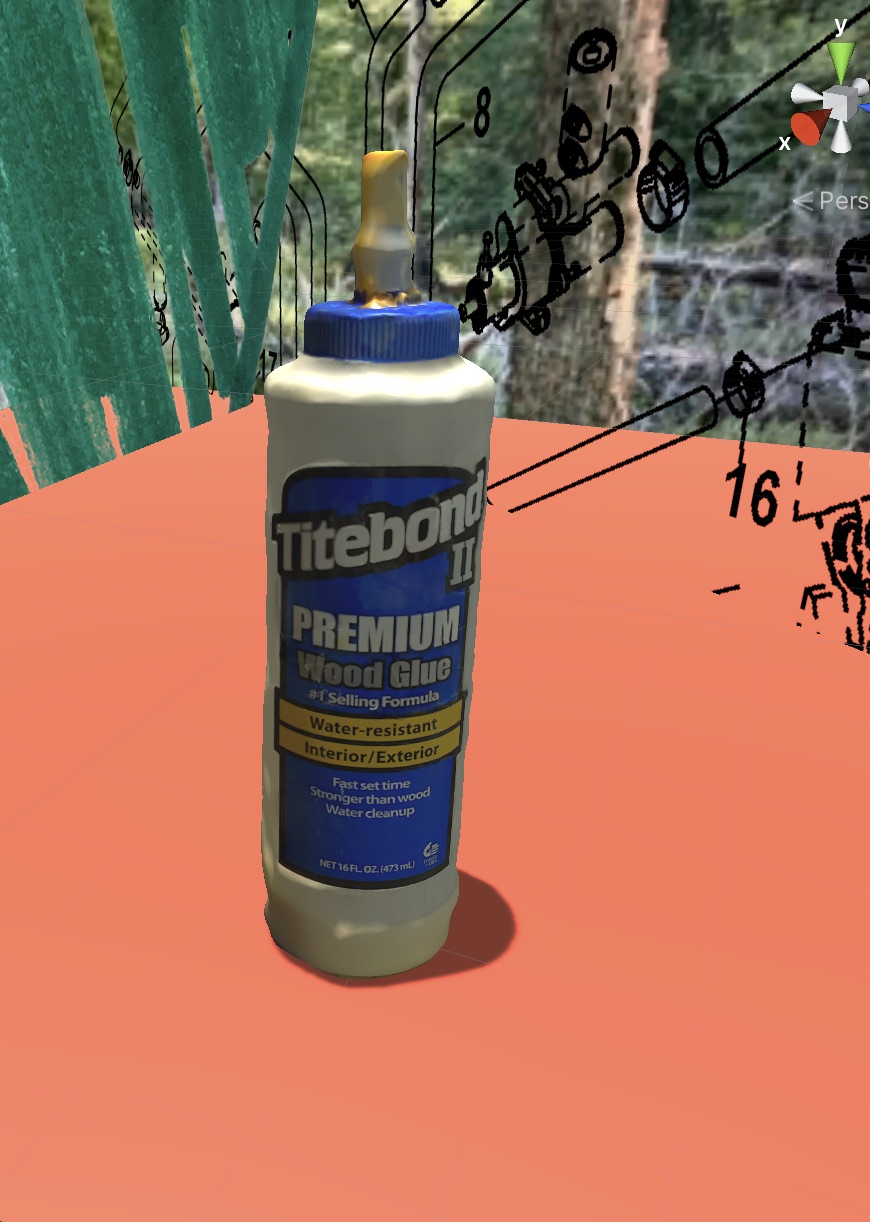 y
8
x
Pers
17
16
Titebond
II
PREMIUM
Wood Glue
#1 Selling Formula
Water-resistant
Interior/Exterior
Fast set time
Stronger than wood
Water cleanup
NET 16 FL. OZ. (473 mL)